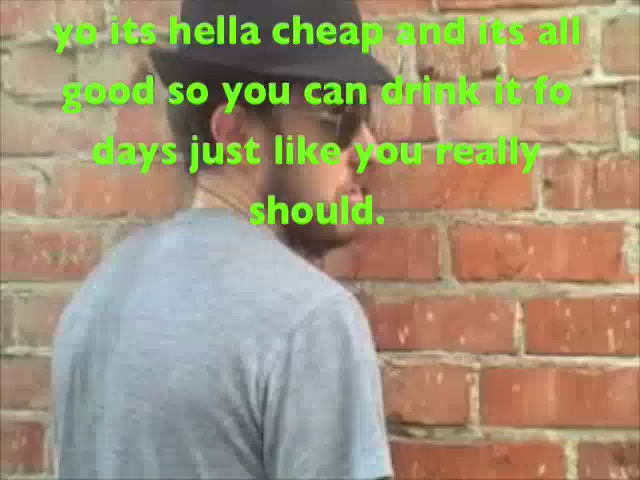 yo its hella cheap and its all
good so you can drink it fo
days just like you really
should.